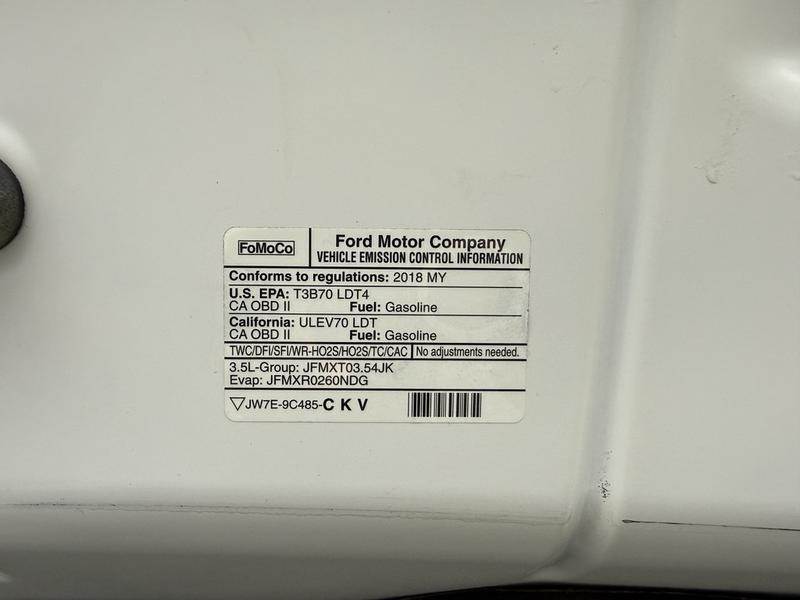 FoMoCo
Ford Motor Company
VEHICLE EMISSION CONTROL INFORMATION
Conforms to regulations: 2018 MY
U.S. EPA: T3B70 LDT4
CA OBD II Fuel: Gasoline
California: ULEV70 LDT
CA OBD II Fuel: Gasoline
TWC/DFI/SFI/WR-HO2S/HO2S/TC/CAC No adjustments needed.
3.5L-Group: JFMXT03.54JK
Evap: JFMXR0260NDG
JW7E-9C485-C K V